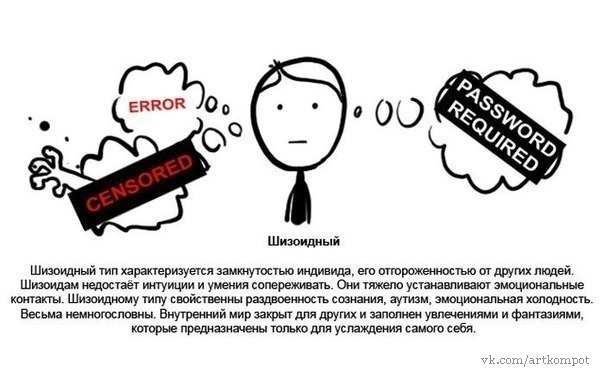 ERROR
CENSORED
PASSWORD
REQUIRED
Шизоидный
Шизоидный тип характеризуется замкнутостью индивида, его отгороженностью от других людей.
Шизоидам недостаёт интуиции и умения сопереживать. Они тяжело устанавливают эмоциональные
контакты. Шизоидному типу свойственны раздвоенность сознания, аутизм, эмоциональная холодность.
Весьма немногословны. Внутренний мир закрыт для других и заполнен увлечениями и фантазиями,
которые предназначены только для услаждения самого себя.
vk.com/artkompot